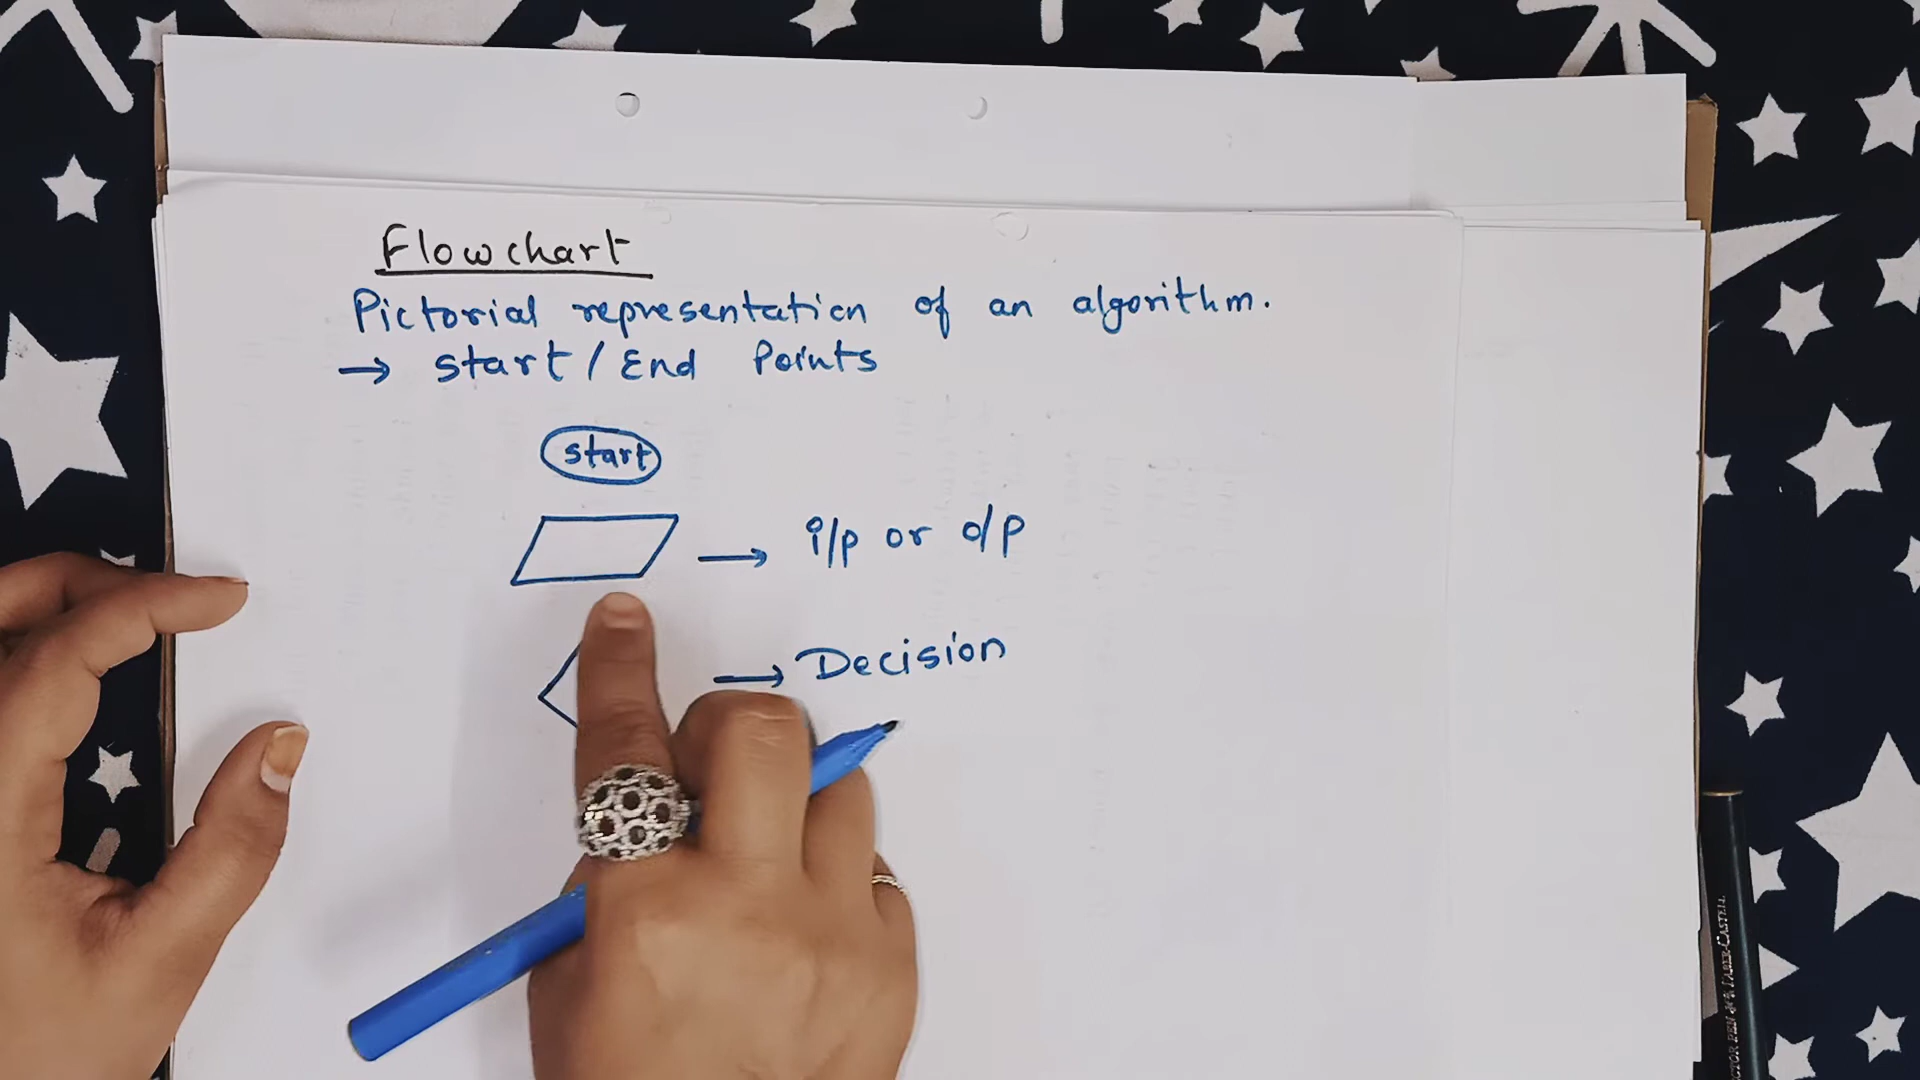 Flowchart
Pictorial representation of an algorithm.
→ start / End Points
start
→ i/p or o/p
→ Decision